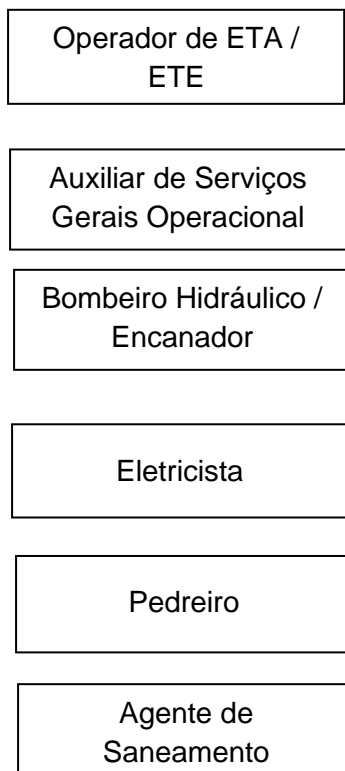 Operador de ETA /
ETE
Auxiliar de Serviços
Gerais Operacional
Bombeiro Hidráulico /
Encanador
Eletricista
Pedreiro
Agente de
Saneamento